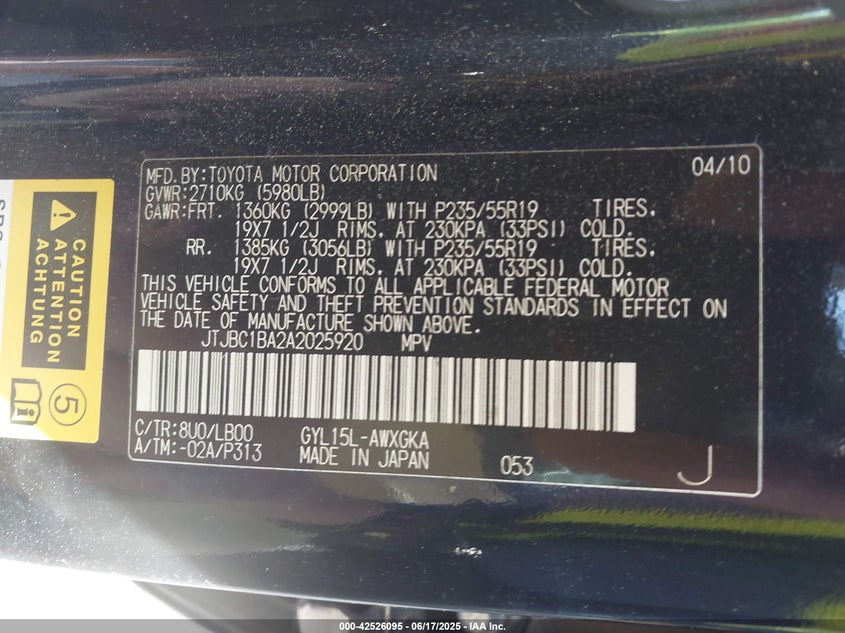 MFD.BY:TOYOTA MOTOR CORPORATION 04/10
GVWR:2710KG (5980LB)
GAWR:FRT. 1360KG (2999LB) WITH P235/55R19 TIRES,
19X7 1/2J RIMS, AT 230KPA (33PSI) COLD.
RR. 1385KG (3056LB) WITH P235/55R19 TIRES,
19X7 1/2J RIMS, AT 230KPA (33PSI) COLD.
THIS VEHICLE CONFORMS TO ALL APPLICABLE FEDERAL MOTOR
VEHICLE SAFETY AND THEFT PREVENTION STANDARDS IN EFFECT ON
THE DATE OF MANUFACTURE SHOWN ABOVE.
JTJBC1BA2A2025920 MPV
C/TR:8U0/LB00 GYL15L-AWXGKA
A/TM:-02A/P313 MADE IN JAPAN 053 J
CAUTION
ATTENTION
ACHTUNG
5
000-42526095 - 06/17/2025 - IAA Inc.